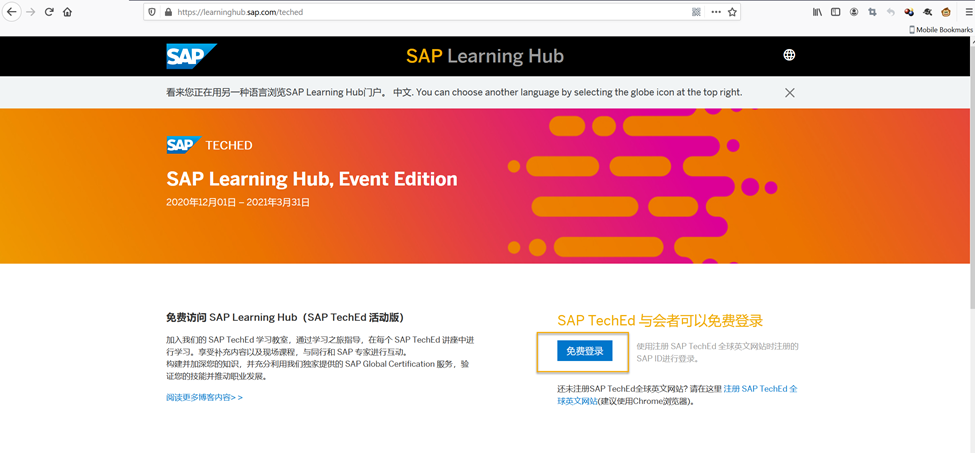 https://learninghub.sap.com/teched
Mobile Bookmarks
SAP
SAP Learning Hub
看来您正在用另一种语言浏览SAP Learning Hub门户。 中文. You can choose another language by selecting the globe icon at the top right.
SAP TECHED
SAP Learning Hub, Event Edition
2020年12月01日 – 2021年3月31日
免费访问 SAP Learning Hub（SAP TechEd 活动版）
加入我们的 SAP TechEd 学习教室，通过学习之旅指导，在每个 SAP TechEd 讲座中进
行学习。享受补充内容以及现场课程，与同行和 SAP 专家进行互动。
构建并加深您的知识，并充分利用我们独家提供的 SAP Global Certification 服务，验
证您的技能并推动职业发展。
阅读更多博客内容> >
SAP TechEd 与会者可以免费登录
免费登录
使用注册 SAP TechEd 全球英文网站时注册的
SAP ID进行登录。
还未注册SAP TechEd全球英文网站? 请在这里 注册 SAP TechEd 全
球英文网站(建议使用Chrome浏览器)。